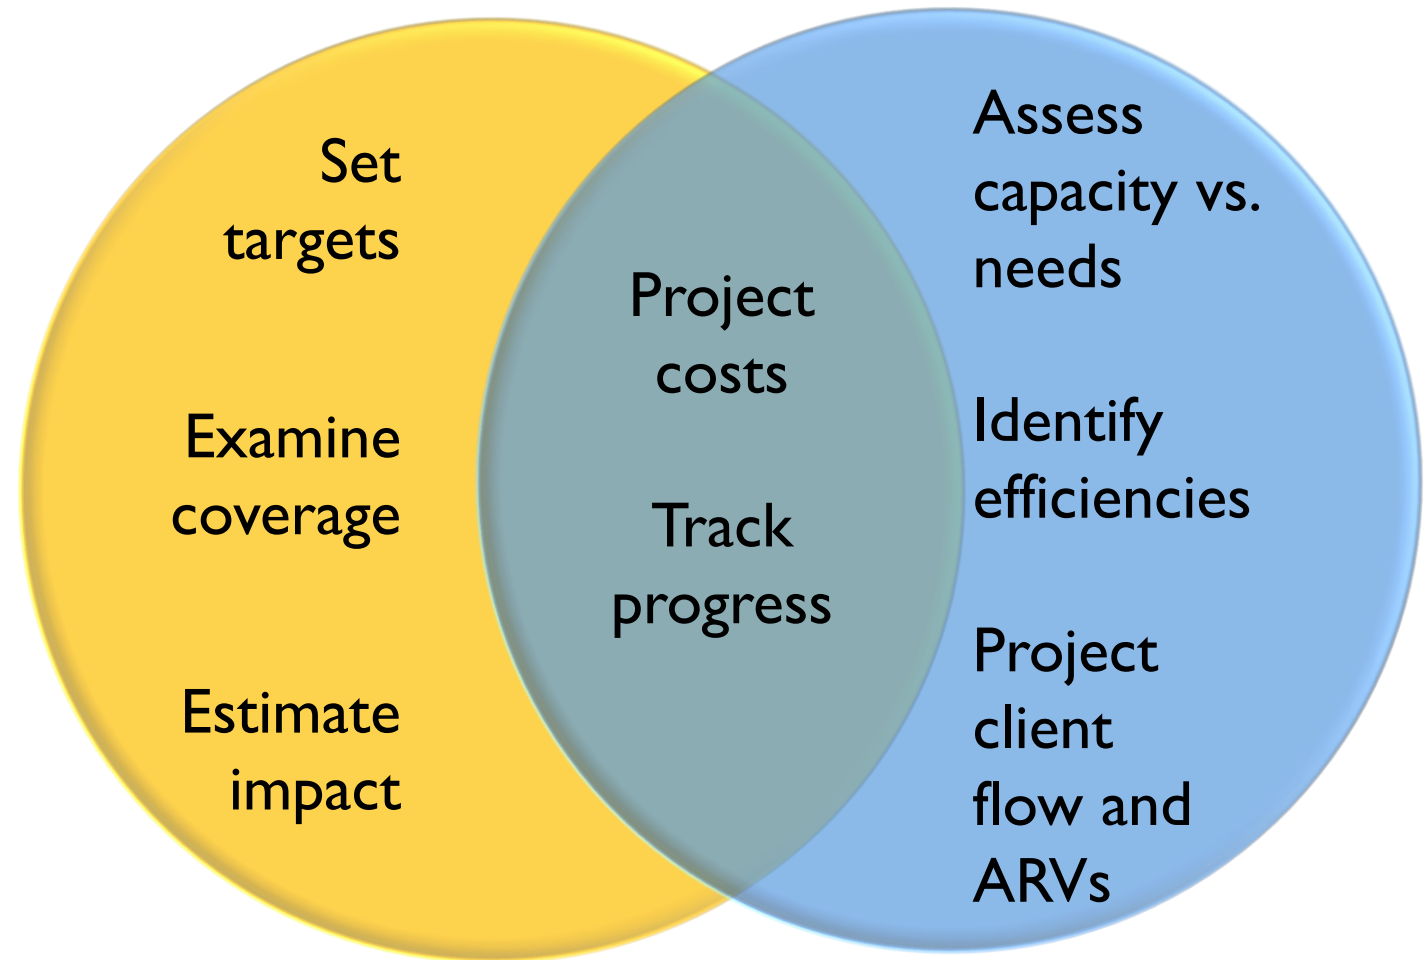 Set
targets
Examine
coverage
Estimate
impact
Project
costs
Track
progress
Assess
capacity vs.
needs
Identify
efficiencies
Project
client
flow and
ARVs